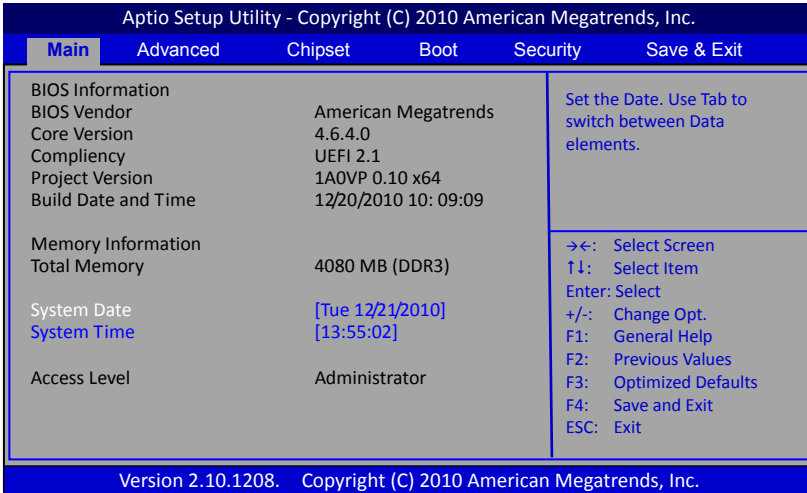 Aptio Setup Utility - Copyright (C) 2010 American Megatrends, Inc.
Main Advanced Chipset Boot Security Save & Exit
BIOS Information
BIOS Vendor American Megatrends
Core Version 4.6.4.0
Compliency UEFI 2.1
Project Version 1A0VP 0.10 x64
Build Date and Time 12/20/2010 10: 09:09
Memory Information
Total Memory 4080 MB (DDR3)
System Date [Tue 12/21/2010]
System Time [13:55:02]
Access Level Administrator
Set the Date. Use Tab to
switch between Data
elements.
→←: Select Screen
↑↓: Select Item
Enter: Select
+/-: Change Opt.
F1: General Help
F2: Previous Values
F3: Optimized Defaults
F4: Save and Exit
ESC: Exit
Version 2.10.1208. Copyright (C) 2010 American Megatrends, Inc.